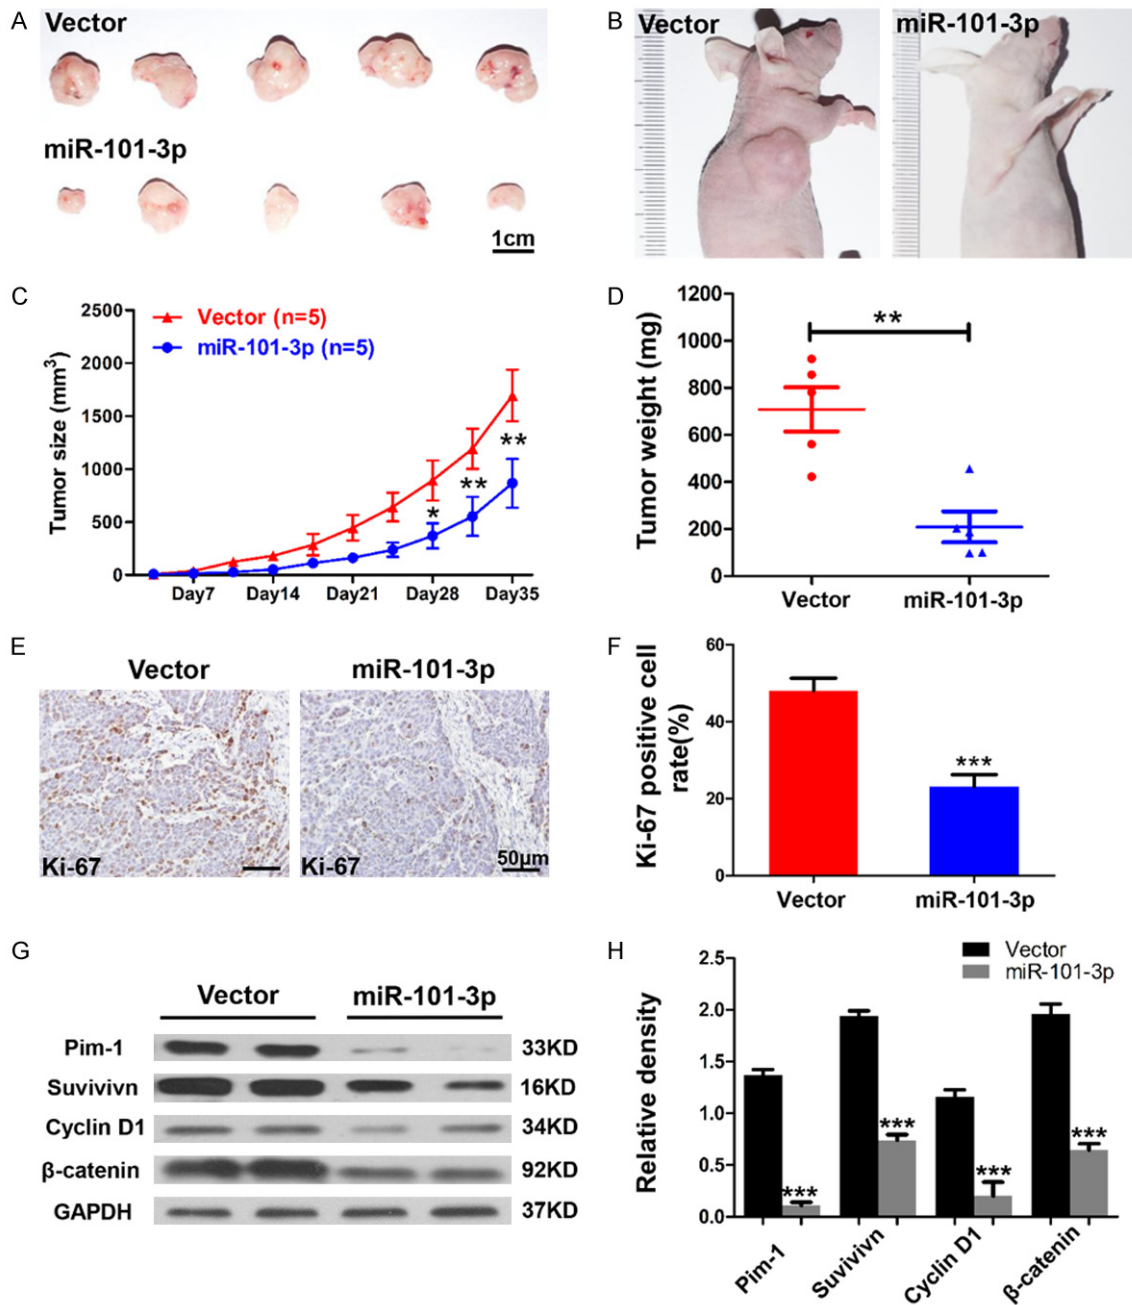 A
Vector
miR-101-3p
1cm
B
Vector
miR-101-3p
C
Tumor size (mm³)
2500
2000
1500
1000
500
0
Vector (n=5)
miR-101-3p (n=5)
*
**
**
Day7 Day14 Day21 Day28 Day35
D
Tumor weight (mg)
1200
1000
800
600
400
200
0
**
Vector miR-101-3p
E
Vector miR-101-3p
Ki-67
Ki-67
50μm
F
Ki-67 positive cell
rate(%)
60
40
20
0
***
Vector miR-101-3p
G
Vector miR-101-3p
Pim-1 33KD
Suvivivn 16KD
Cyclin D1 34KD
β-catenin 92KD
GAPDH 37KD
H
Vector
miR-101-3p
Relative density
2.5
2.0
1.5
1.0
0.5
0.0
***
***
***
***
Pim-1
Suvivivn
Cyclin D1
β-catenin